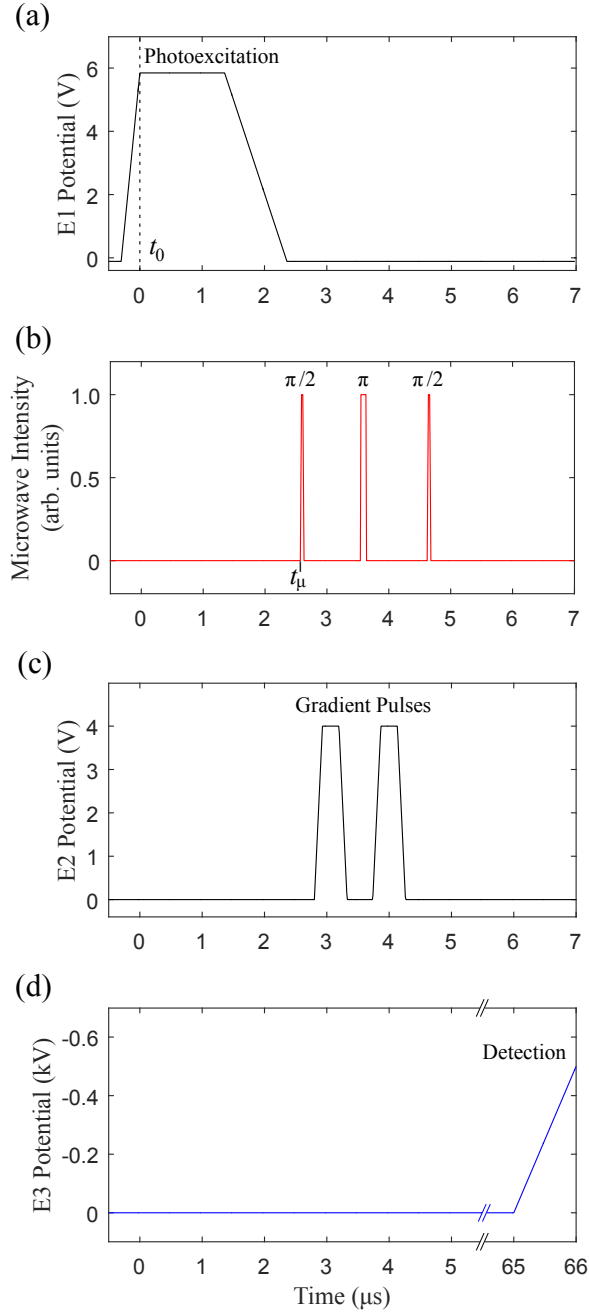 (a)
Photoexcitation
E1 Potential (V)
6
4
2
0
t₀
0 1 2 3 4 5 6 7
(b)
π/2 π π/2
Microwave Intensity
(arb. units)
1.0
0.5
0
tμ
0 1 2 3 4 5 6 7
(c)
Gradient Pulses
E2 Potential (V)
4
3
2
1
0
0 1 2 3 4 5 6 7
(d)
Detection
E3 Potential (kV)
-0.6
-0.4
-0.2
0
0 1 2 3 4 5 65 66
Time (μs)